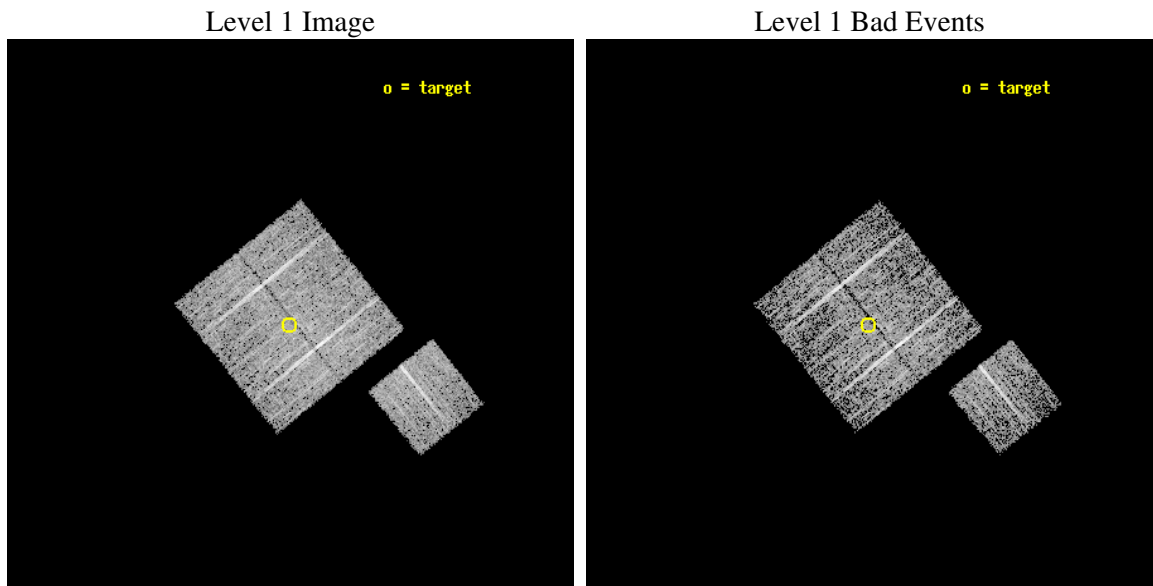 Level 1 Image
Level 1 Bad Events
o = target
o = target